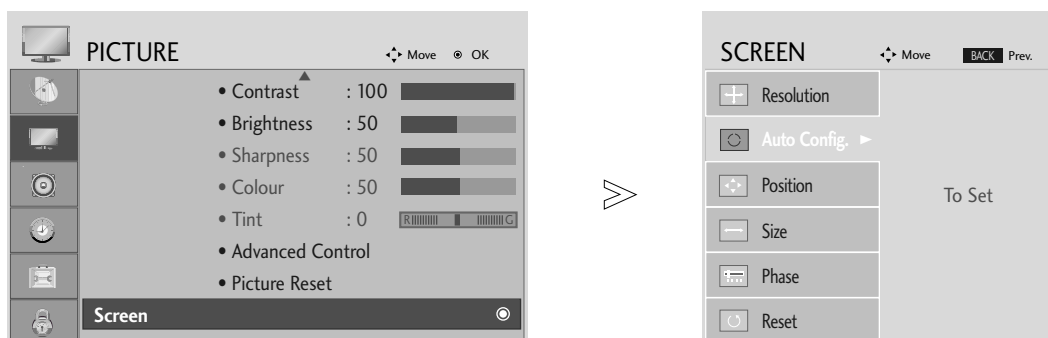 PICTURE
Move OK
• Contrast : 100
• Brightness : 50
• Sharpness : 50
• Colour : 50
• Tint : 0 R G
• Advanced Control
• Picture Reset
Screen
SCREEN
Move BACK Prev.
Resolution
Auto Config.
Position
Size
Phase
Reset
To Set